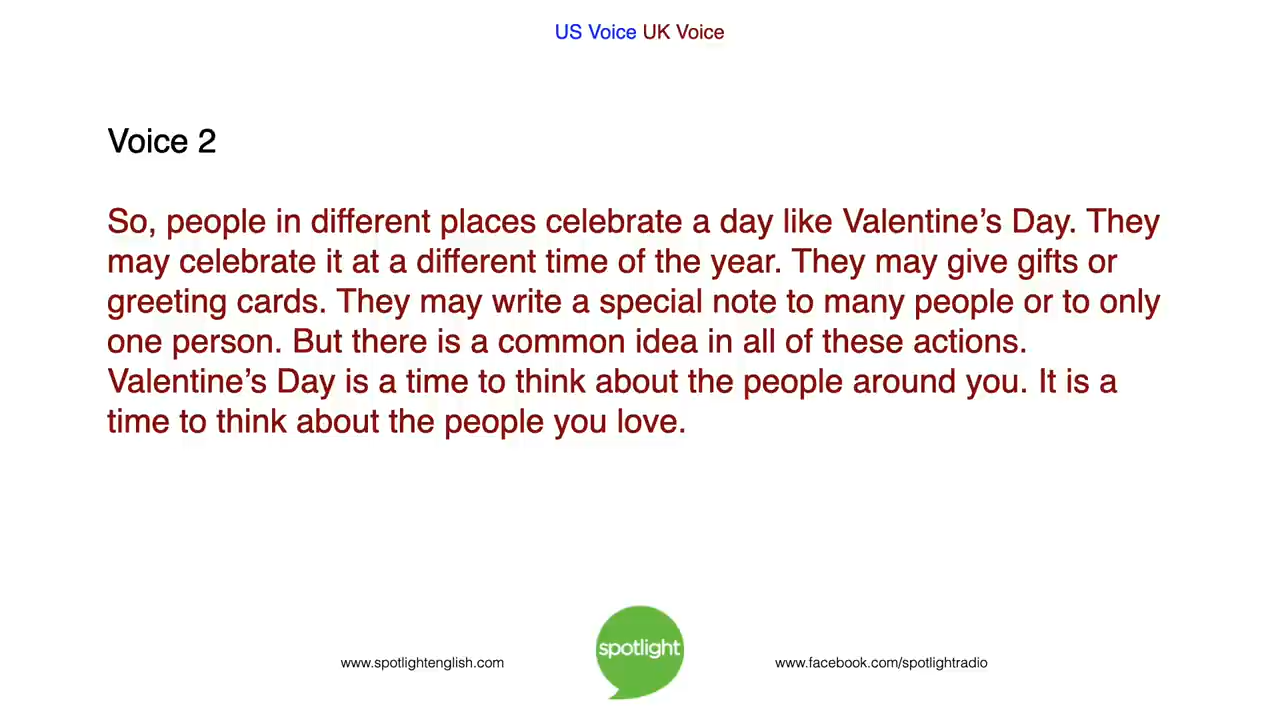 US Voice UK Voice
Voice 2
So, people in different places celebrate a day like Valentine’s Day. They
may celebrate it at a different time of the year. They may give gifts or
greeting cards. They may write a special note to many people or to only
one person. But there is a common idea in all of these actions.
Valentine’s Day is a time to think about the people around you. It is a
time to think about the people you love.
www.spotlightenglish.com
spotlight
www.facebook.com/spotlightradio